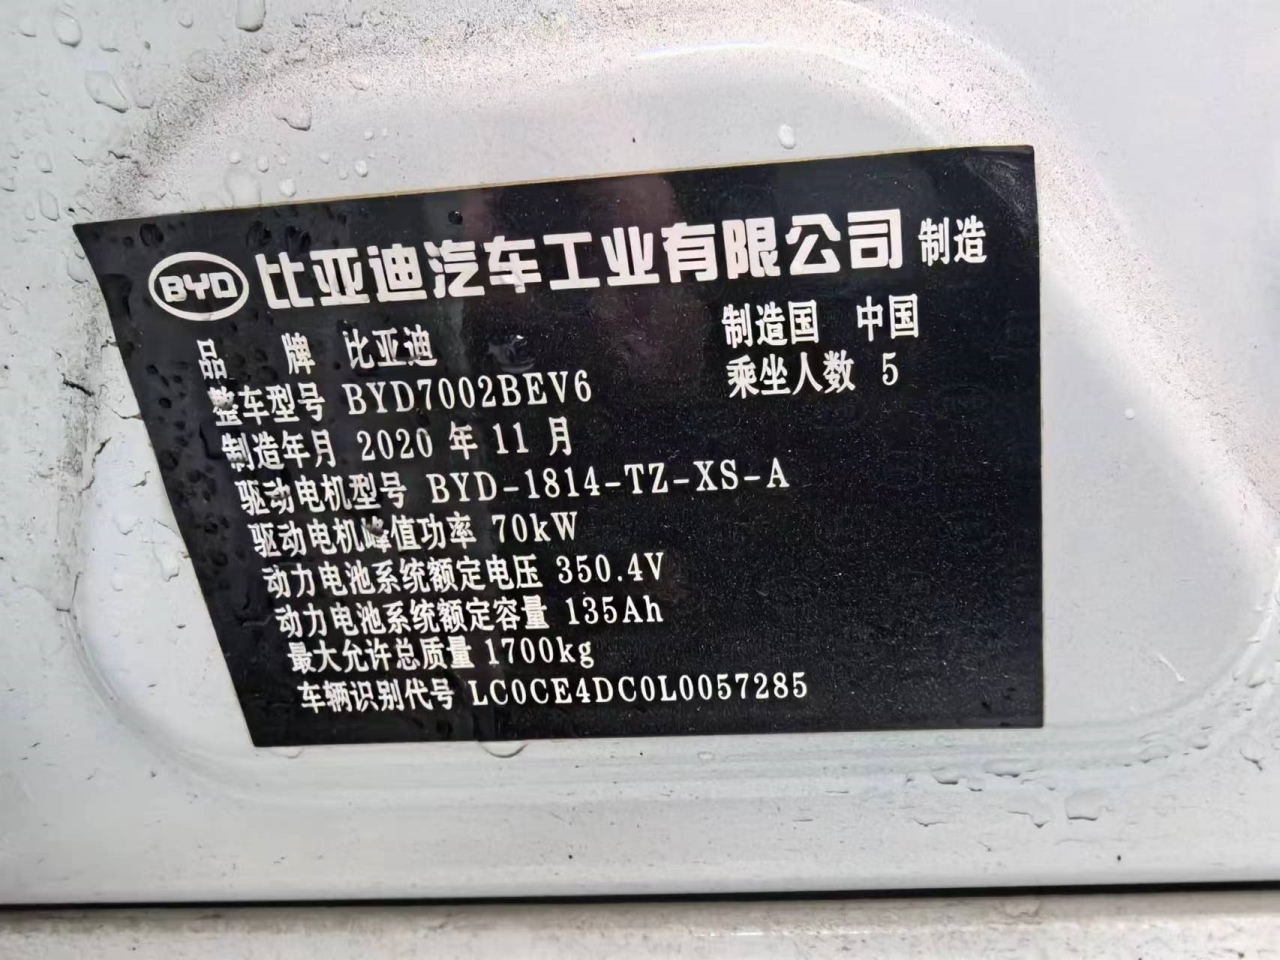 BYD 比亚迪汽车工业有限公司 制造
品 牌 比亚迪 制造国 中国
整车型号 BYD7002BEV6 乘坐人数 5
制造年月 2020 年 11 月
驱动电机型号 BYD-1814-TZ-XS-A
驱动电机峰值功率 70kW
动力电池系统额定电压 350.4V
动力电池系统额定容量 135Ah
最大允许总质量 1700kg
车辆识别代号 LC0CE4DC0L0057285